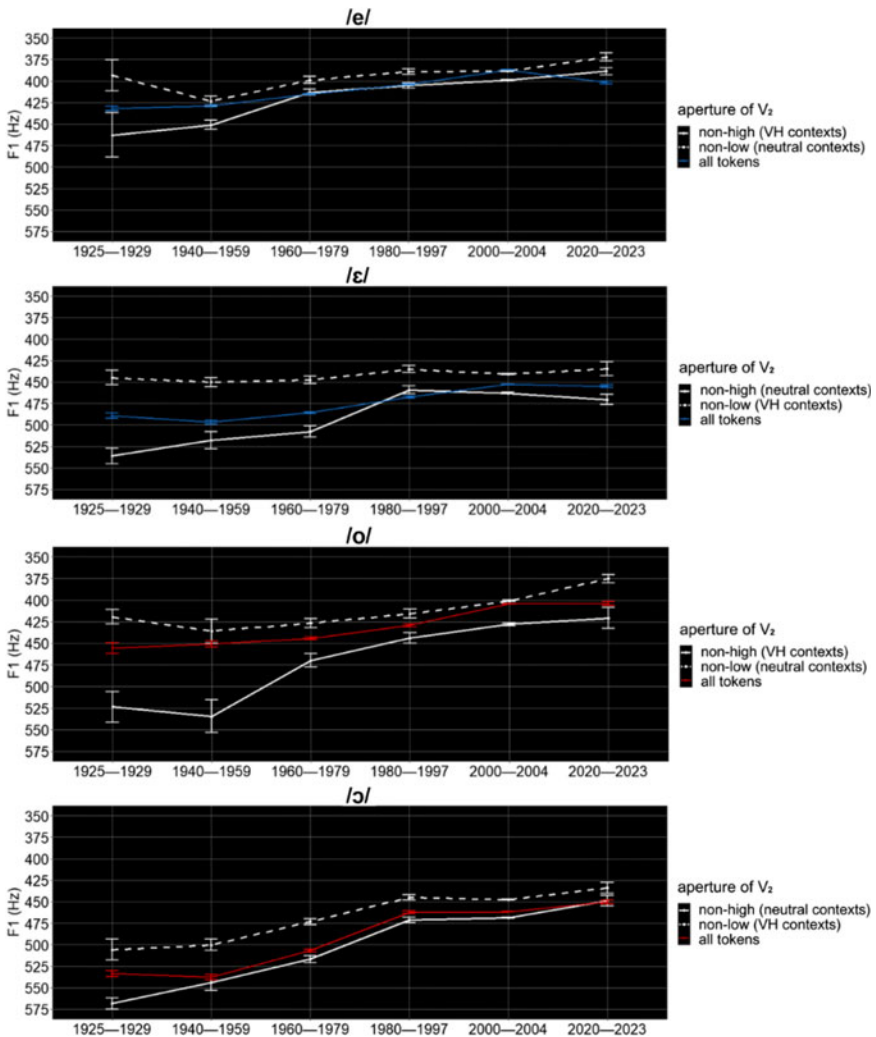 /e/
350
375
400
425
450
475
500
525
550
575
F1 (Hz)
1925—1929 1940—1959 1960—1979 1980—1997 2000—2004 2020—2023
aperture of V₂
non-high (VH contexts)
non-low (neutral contexts)
all tokens
/ɛ/
350
375
400
425
450
475
500
525
550
575
F1 (Hz)
1925—1929 1940—1959 1960—1979 1980—1997 2000—2004 2020—2023
aperture of V₂
non-high (neutral contexts)
non-low (VH contexts)
all tokens
/o/
350
375
400
425
450
475
500
525
550
575
F1 (Hz)
1925—1929 1940—1959 1960—1979 1980—1997 2000—2004 2020—2023
aperture of V₂
non-high (VH contexts)
non-low (neutral contexts)
all tokens
/ɔ/
350
375
400
425
450
475
500
525
550
575
F1 (Hz)
1925—1929 1940—1959 1960—1979 1980—1997 2000—2004 2020—2023
aperture of V₂
non-high (neutral contexts)
non-low (VH contexts)
all tokens